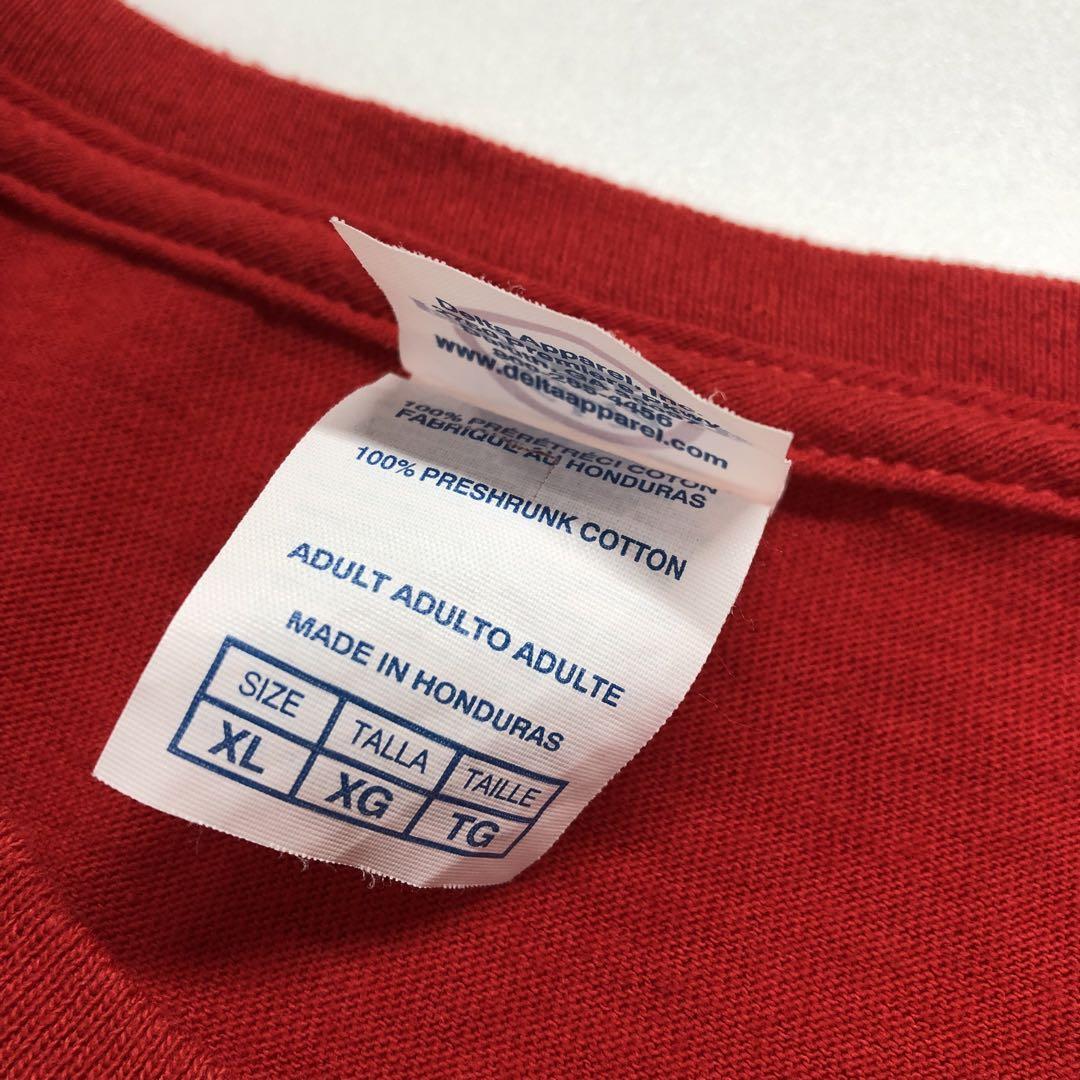 Delta Apparel, Inc.
www.deltaapparel.com
100% PRÉRÉTRÉCI COTON
FABRIQUE AU HONDURAS
100% PRESHRUNK COTTON
ADULT ADULTO ADULTE
MADE IN HONDURAS
SIZE TALLA TAILLE
XL XG TG